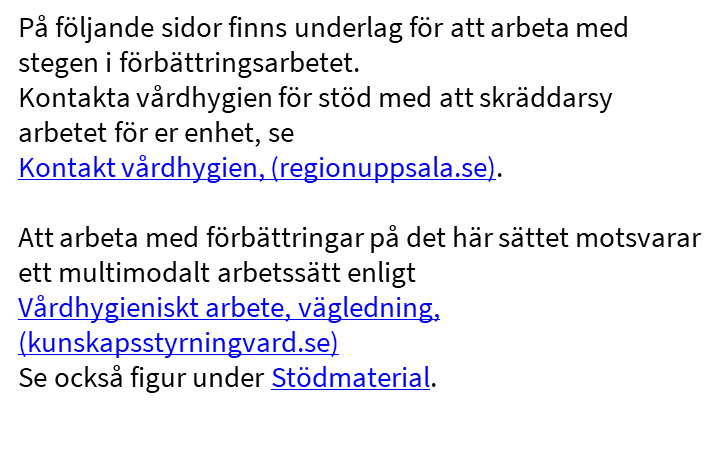 På följande sidor finns underlag för att arbeta med
stegen i förbättringsarbetet.
Kontakta vårdhygien för stöd med att skräddarsy
arbetet för er enhet, se
Kontakt vårdhygien, (regionuppsala.se).
Att arbeta med förbättringar på det här sättet motsvarar
ett multimodalt arbetssätt enligt
Vårdhygieniskt arbete, vägledning,
(kunskapsstyrningvard.se)
Se också figur under Stödmaterial.